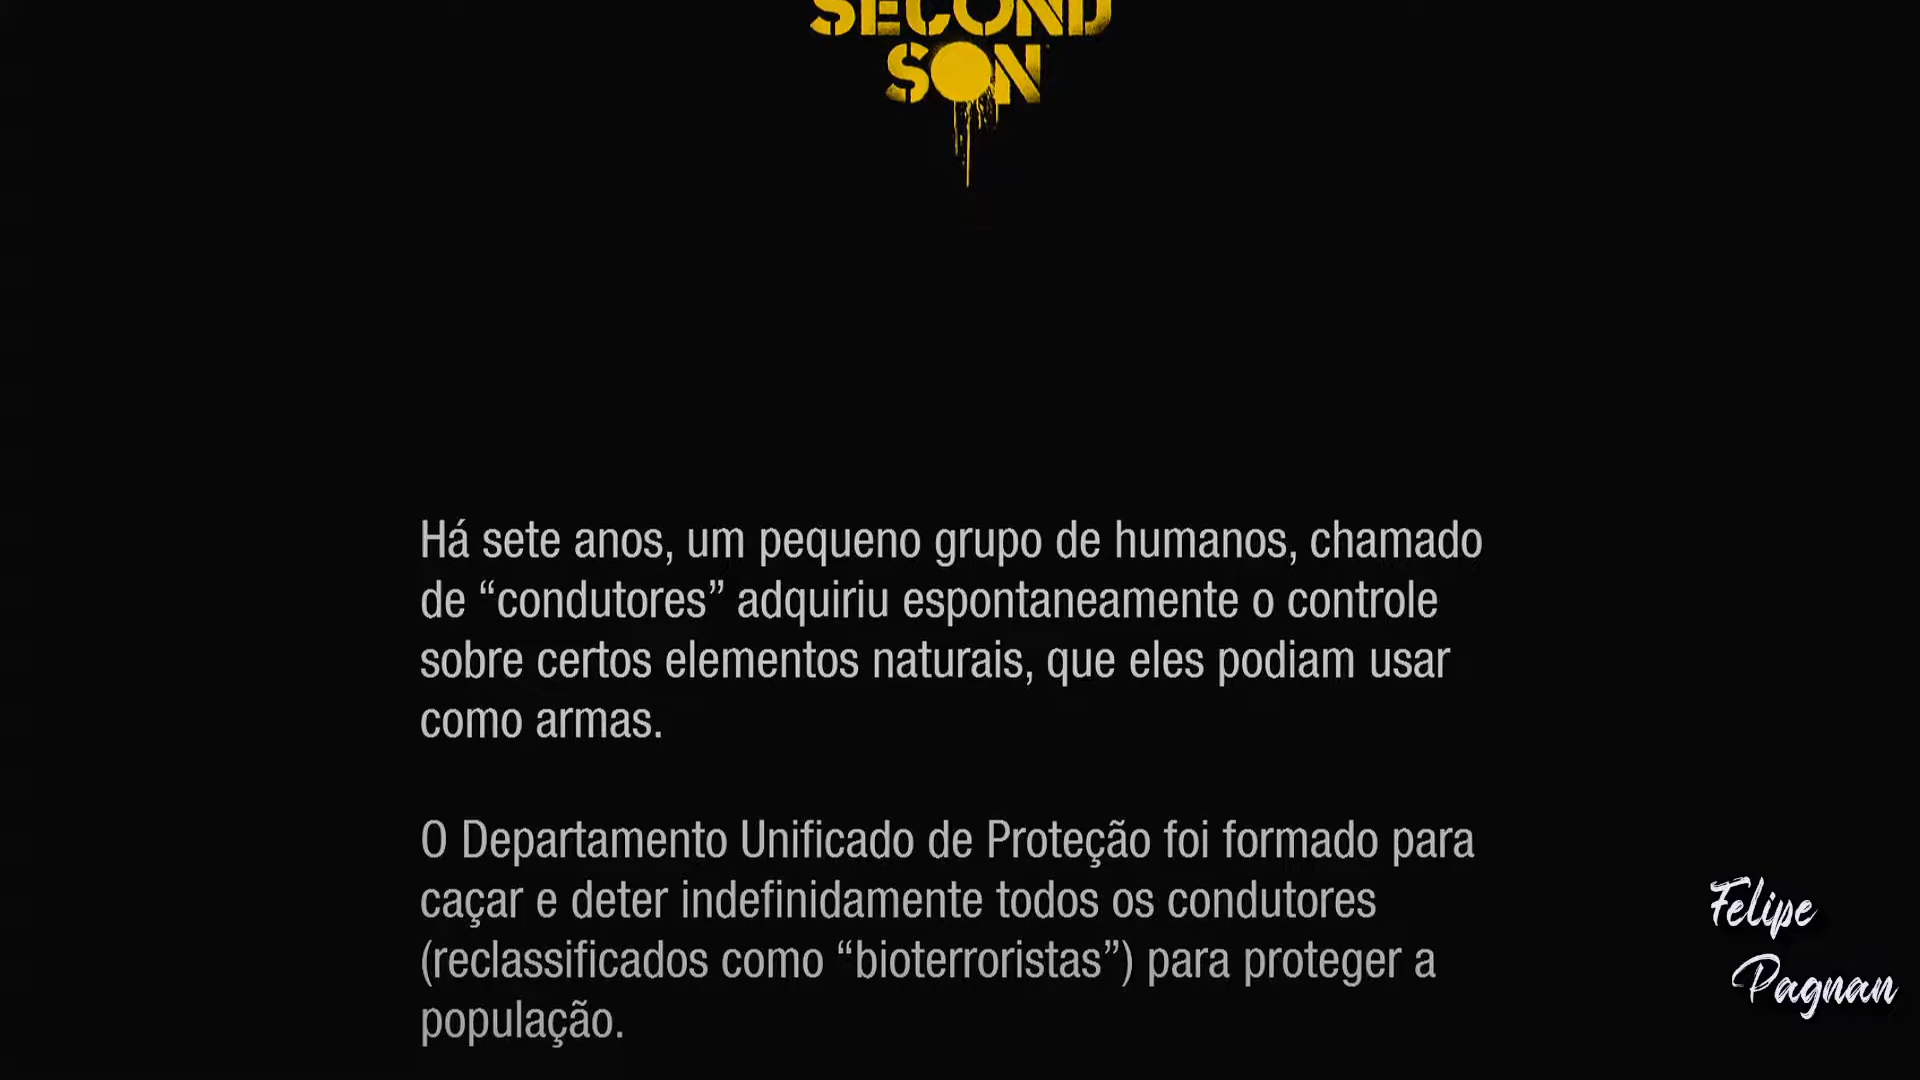 SECOND
SON
Há sete anos, um pequeno grupo de humanos, chamado
de “condutores” adquiriu espontaneamente o controle
sobre certos elementos naturais, que eles podiam usar
como armas.
O Departamento Unificado de Proteção foi formado para
caçar e deter indefinidamente todos os condutores
(reclassificados como “bioterroristas”) para proteger a
população.
Felipe
Pagnan